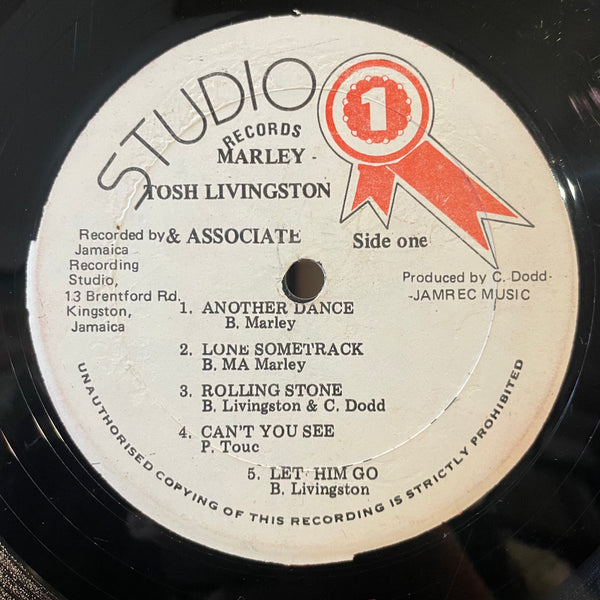 STUDIO 1
RECORDS
MARLEY -
TOSH LIVINGSTON
& ASSOCIATE
Side one
Recorded by
Jamaica
Recording
Studio,
13 Brentford Rd.
Kingston,
Jamaica
Produced by C. Dodd-
-JAMREC MUSIC
1. ANOTHER DANCE
B. Marley
2. LONE SOMETRACK
B. MA Marley
3. ROLLING STONE
B. Livingston & C. Dodd
4. CAN'T YOU SEE
P. Touc
5. LET HIM GO
B. Livingston
UNAUTHORISED COPYING OF THIS RECORDING IS STRICTLY PROHIBITED